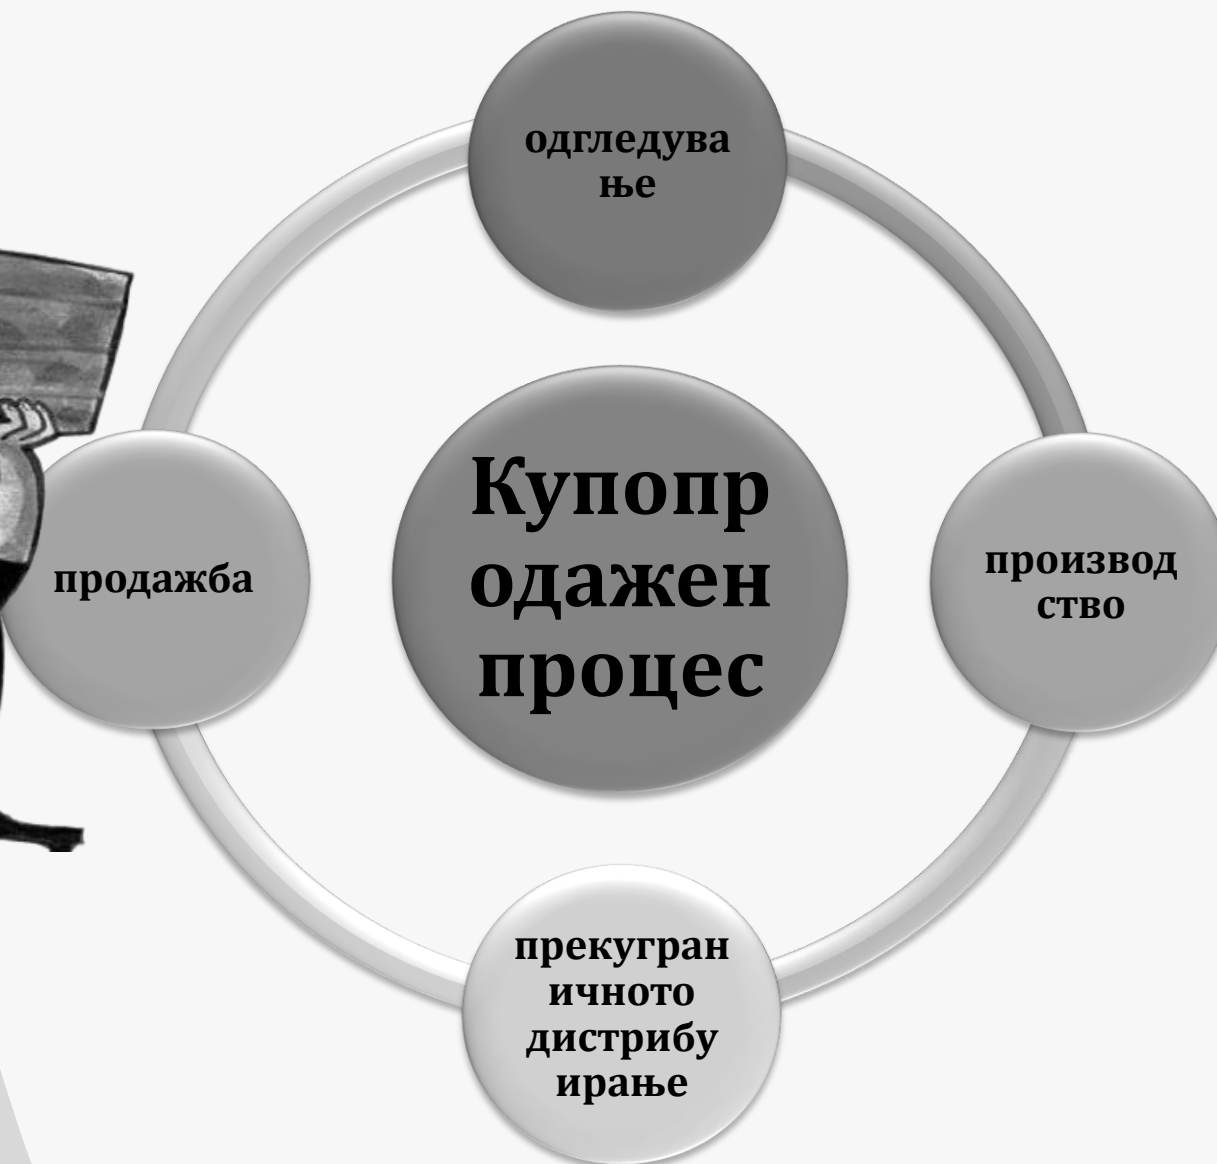 одгледува
ње
Купопр
одажен
процес
продажба
производ
ство
прекугран
ичното
дистрибу
ирање